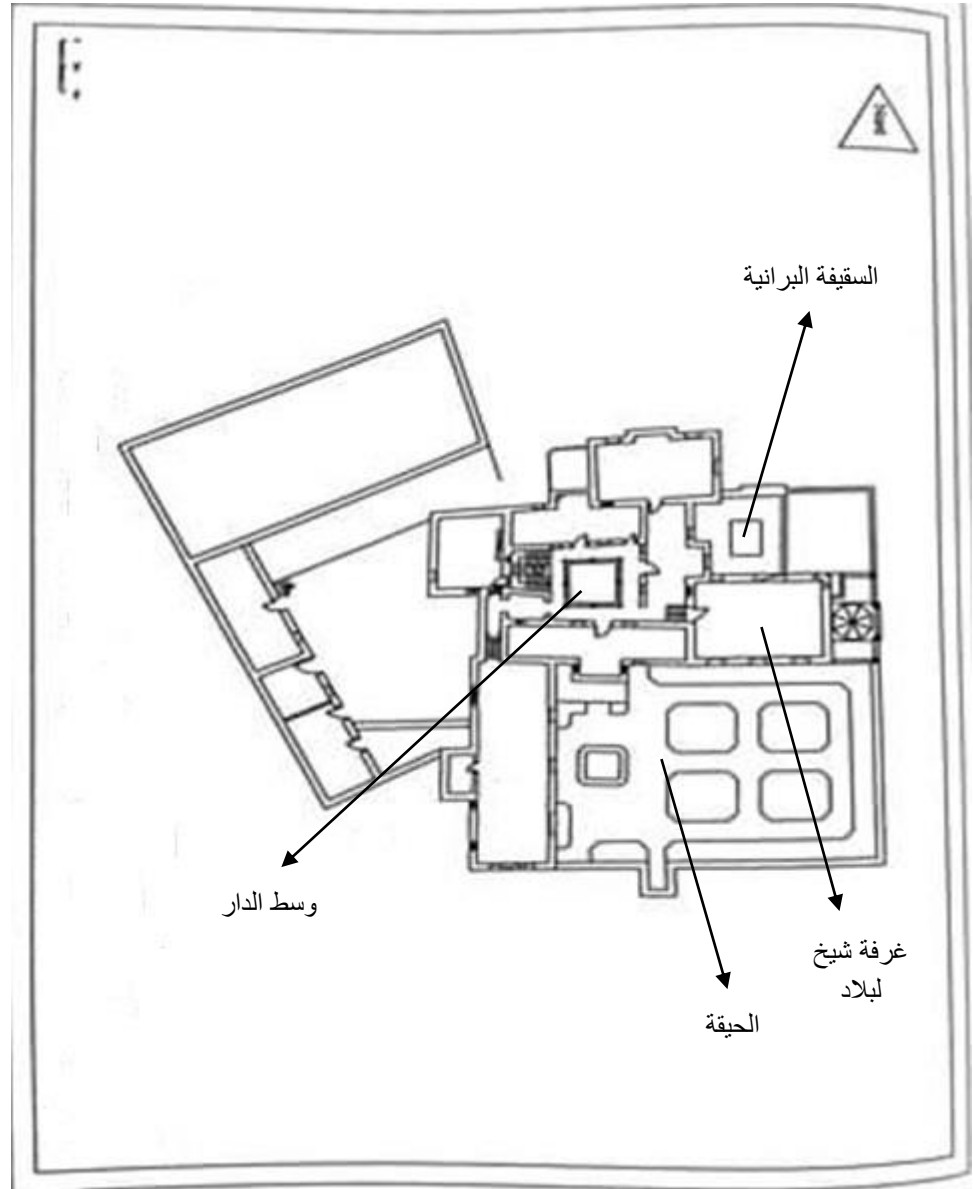 السقيفة البرانية
وسط الدار
غرفة شيخ
لبلاد
الحيقة